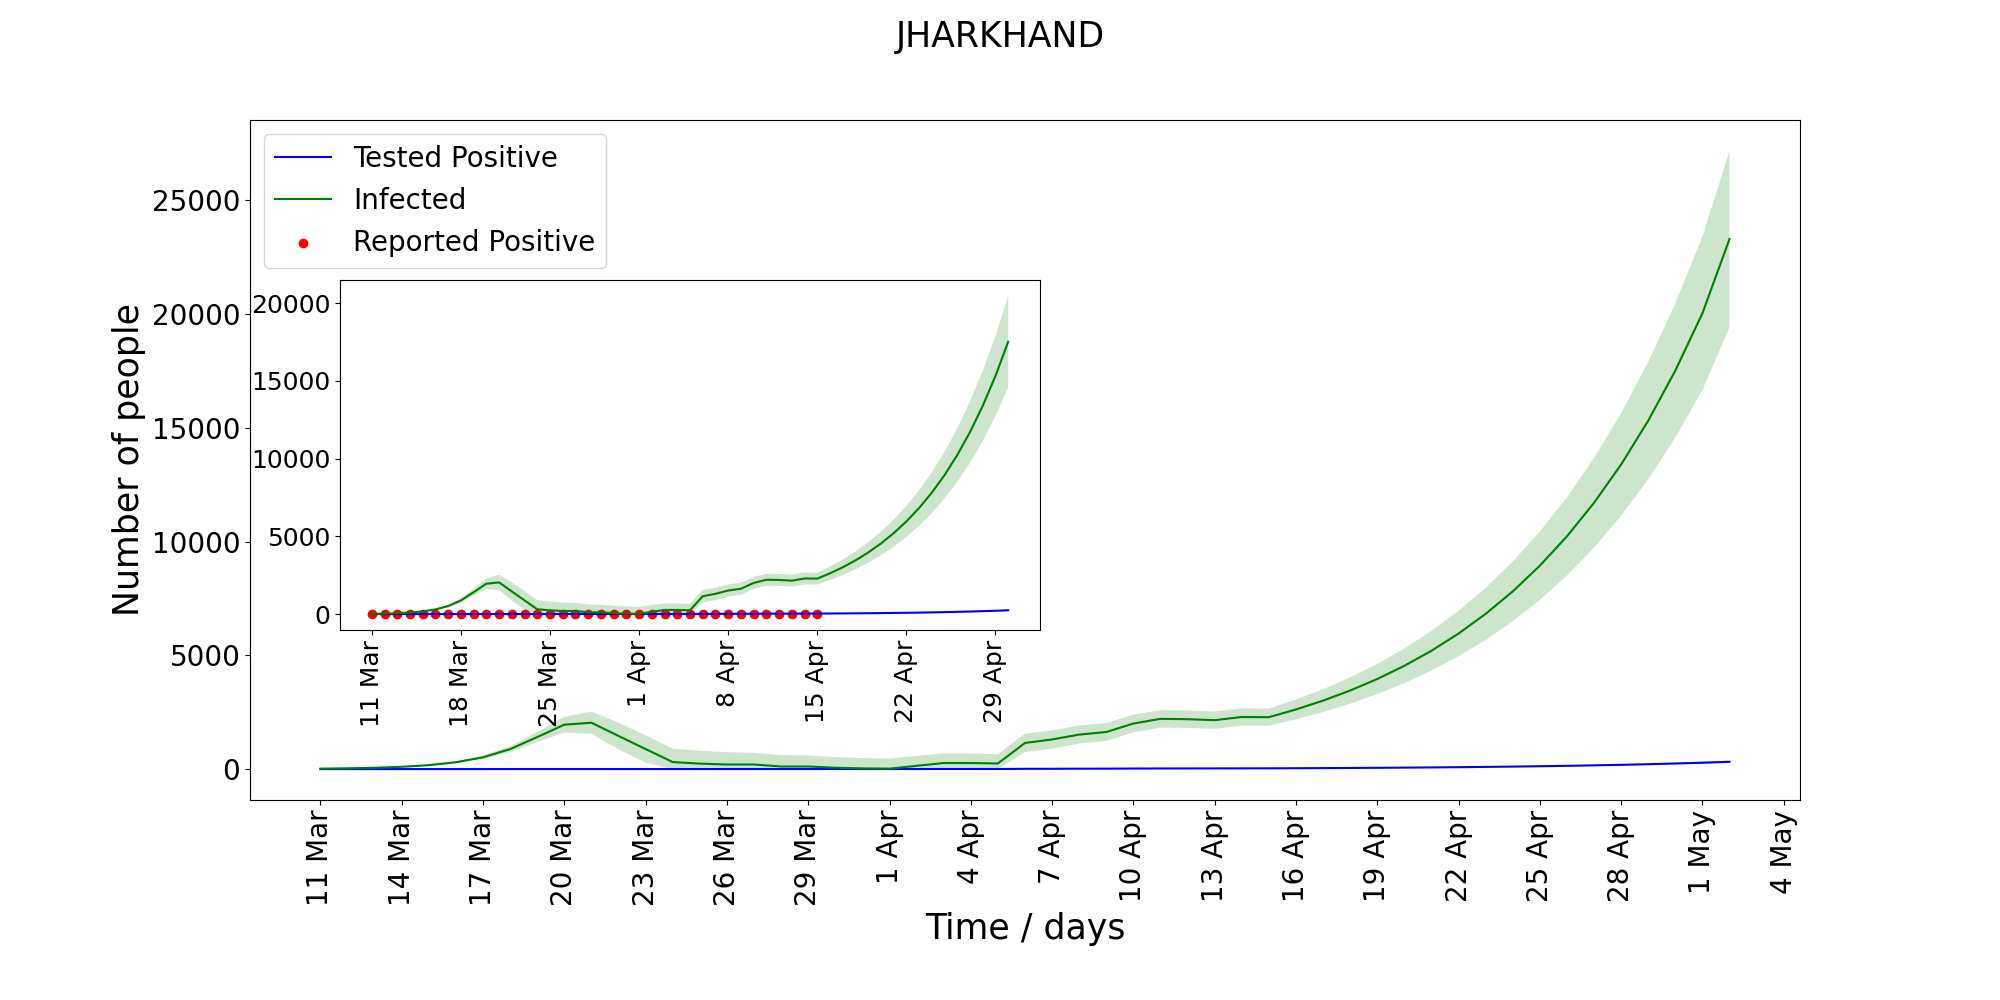 JHARKHAND
Tested Positive
Infected
Reported Positive
Number of people
25000
20000
15000
10000
5000
0
20000
15000
10000
5000
0
11 Mar
18 Mar
25 Mar
1 Apr
8 Apr
15 Apr
22 Apr
29 Apr
11 Mar
14 Mar
17 Mar
20 Mar
23 Mar
26 Mar
29 Mar
1 Apr
4 Apr
7 Apr
10 Apr
13 Apr
16 Apr
19 Apr
22 Apr
25 Apr
28 Apr
1 May
4 May
Time / days